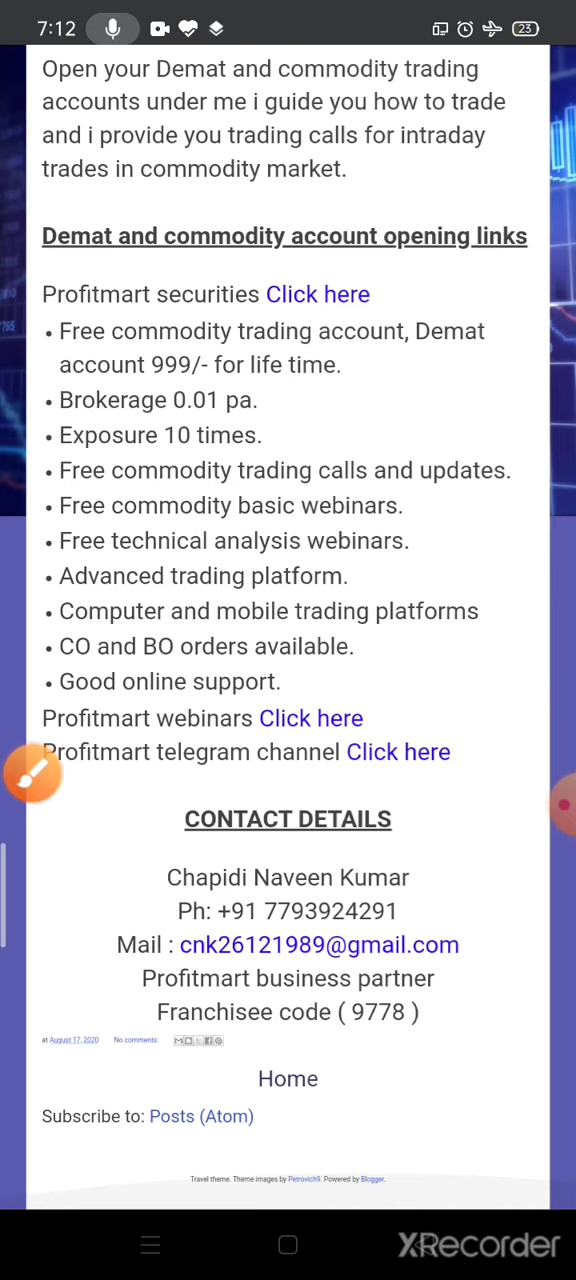 7:12
23
Open your Demat and commodity trading
accounts under me i guide you how to trade
and i provide you trading calls for intraday
trades in commodity market.
Demat and commodity account opening links
Profitmart securities Click here
• Free commodity trading account, Demat
account 999/- for life time.
• Brokerage 0.01 pa.
• Exposure 10 times.
• Free commodity trading calls and updates.
• Free commodity basic webinars.
• Free technical analysis webinars.
• Advanced trading platform.
• Computer and mobile trading platforms
• CO and BO orders available.
• Good online support.
Profitmart webinars Click here
Profitmart telegram channel Click here
CONTACT DETAILS
Chapidi Naveen Kumar
Ph: +91 7793924291
Mail : cnk26121989@gmail.com
Profitmart business partner
Franchisee code ( 9778 )
at August 17, 2020 No comments:
Home
Subscribe to: Posts (Atom)
Travel theme. Theme images by Petrovich9. Powered by Blogger.
XRecorder